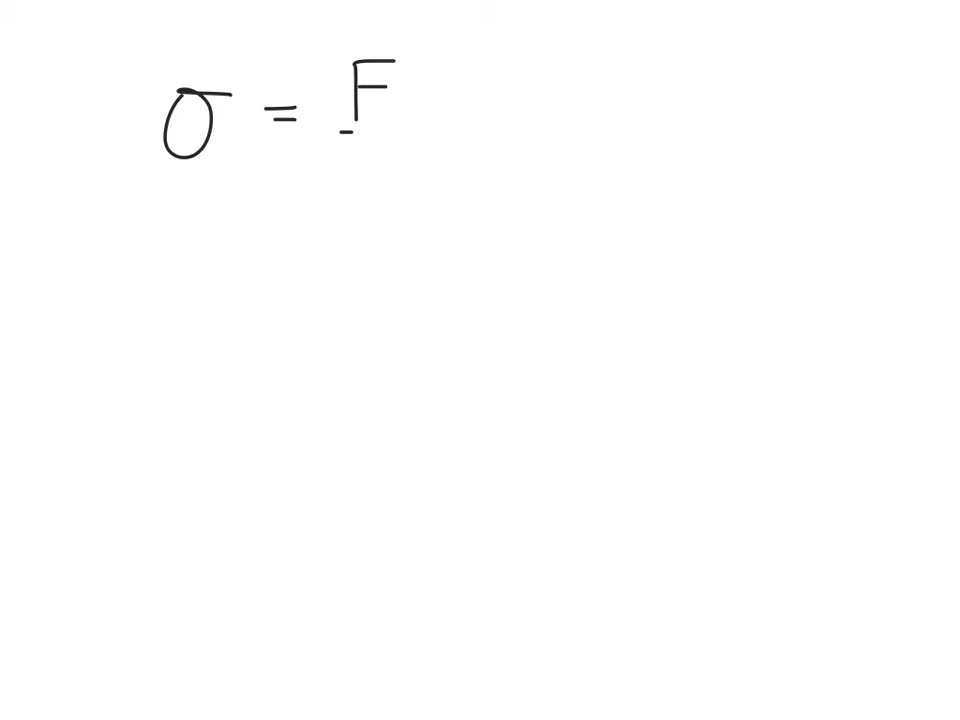 σ = F